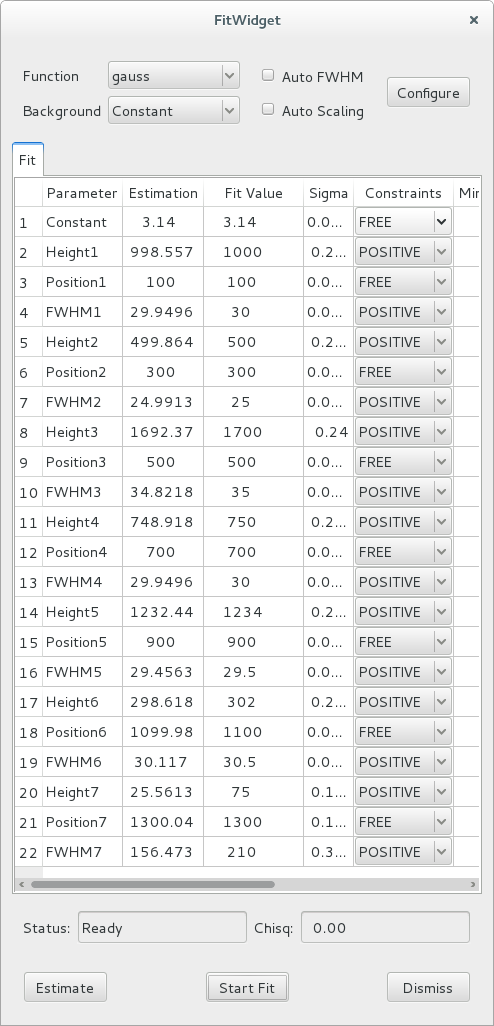 FitWidget ×
Function gauss Auto FWHM
Configure
Background Constant Auto Scaling
Fit
Parameter Estimation Fit Value Sigma Constraints Min
1 Constant 3.14 3.14 0.0... FREE
2 Height1 998.557 1000 0.2... POSITIVE
3 Position1 100 100 0.0... FREE
4 FWHM1 29.9496 30 0.0... POSITIVE
5 Height2 499.864 500 0.2... POSITIVE
6 Position2 300 300 0.0... FREE
7 FWHM2 24.9913 25 0.0... POSITIVE
8 Height3 1692.37 1700 0.24 POSITIVE
9 Position3 500 500 0.0... FREE
10 FWHM3 34.8218 35 0.0... POSITIVE
11 Height4 748.918 750 0.2... POSITIVE
12 Position4 700 700 0.0... FREE
13 FWHM4 29.9496 30 0.0... POSITIVE
14 Height5 1232.44 1234 0.2... POSITIVE
15 Position5 900 900 0.0... FREE
16 FWHM5 29.4563 29.5 0.0... POSITIVE
17 Height6 298.618 302 0.2... POSITIVE
18 Position6 1099.98 1100 0.0... FREE
19 FWHM6 30.117 30.5 0.0... POSITIVE
20 Height7 25.5613 75 0.1... POSITIVE
21 Position7 1300.04 1300 0.1... FREE
22 FWHM7 156.473 210 0.3... POSITIVE
Status: Ready Chisq: 0.00
Estimate Start Fit Dismiss